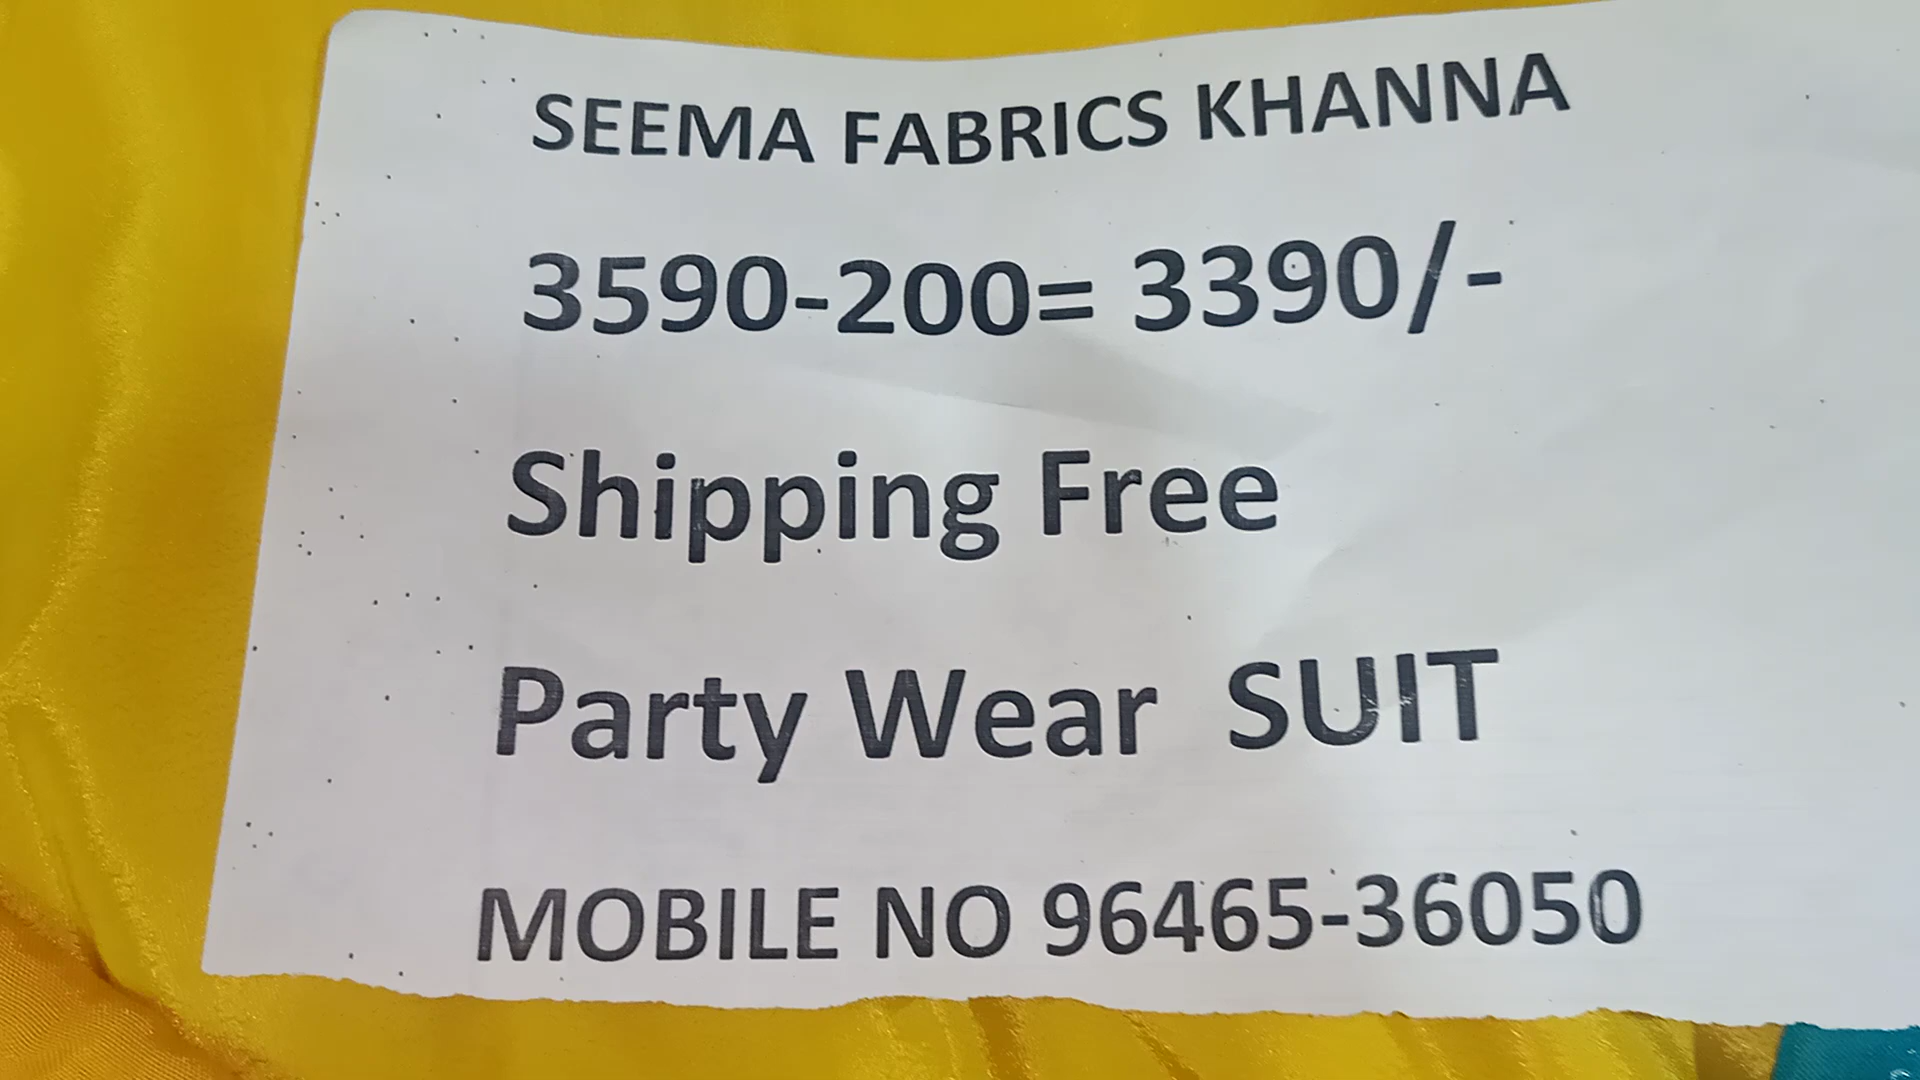 SEEMA FABRICS KHANNA
3590-200= 3390/-
Shipping Free
Party Wear SUIT
MOBILE NO 96465-36050